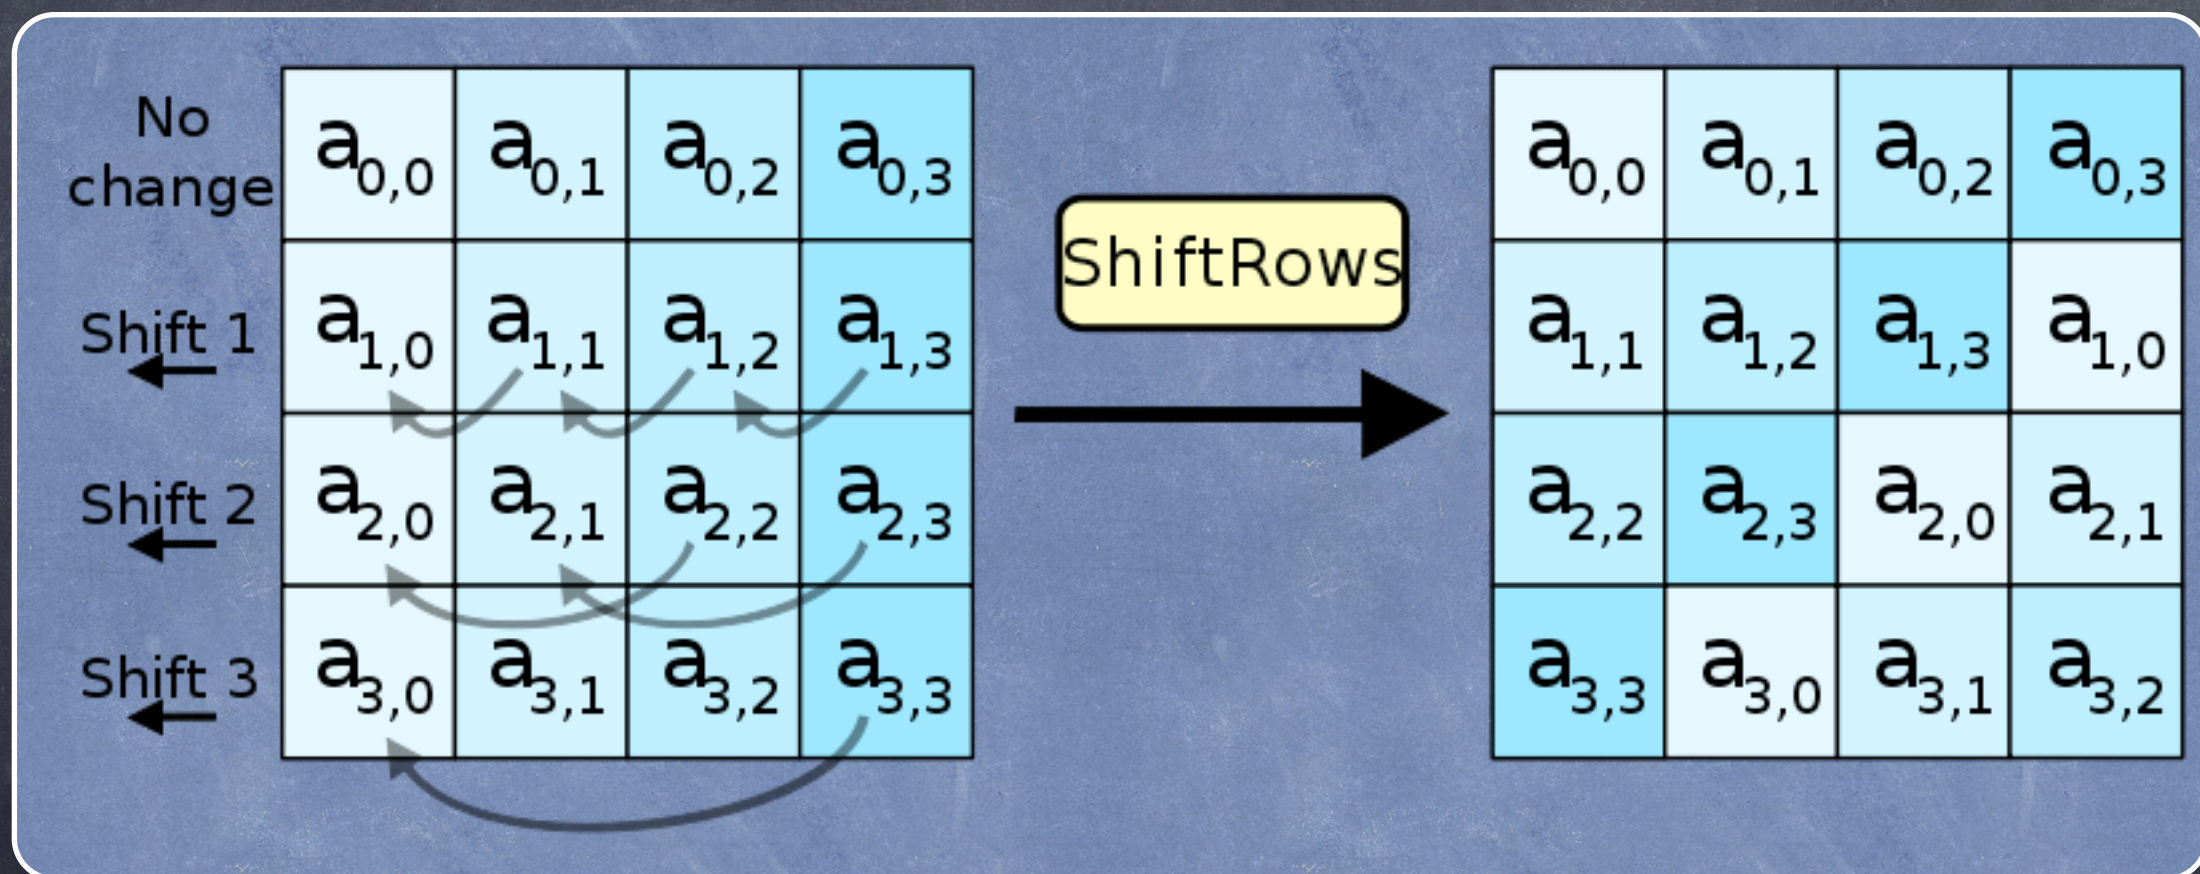 No change a0,0 a0,1 a0,2 a0,3
Shift 1 a1,0 a1,1 a1,2 a1,3
Shift 2 a2,0 a2,1 a2,2 a2,3
Shift 3 a3,0 a3,1 a3,2 a3,3
ShiftRows
a0,0 a0,1 a0,2 a0,3
a1,1 a1,2 a1,3 a1,0
a2,2 a2,3 a2,0 a2,1
a3,3 a3,0 a3,1 a3,2